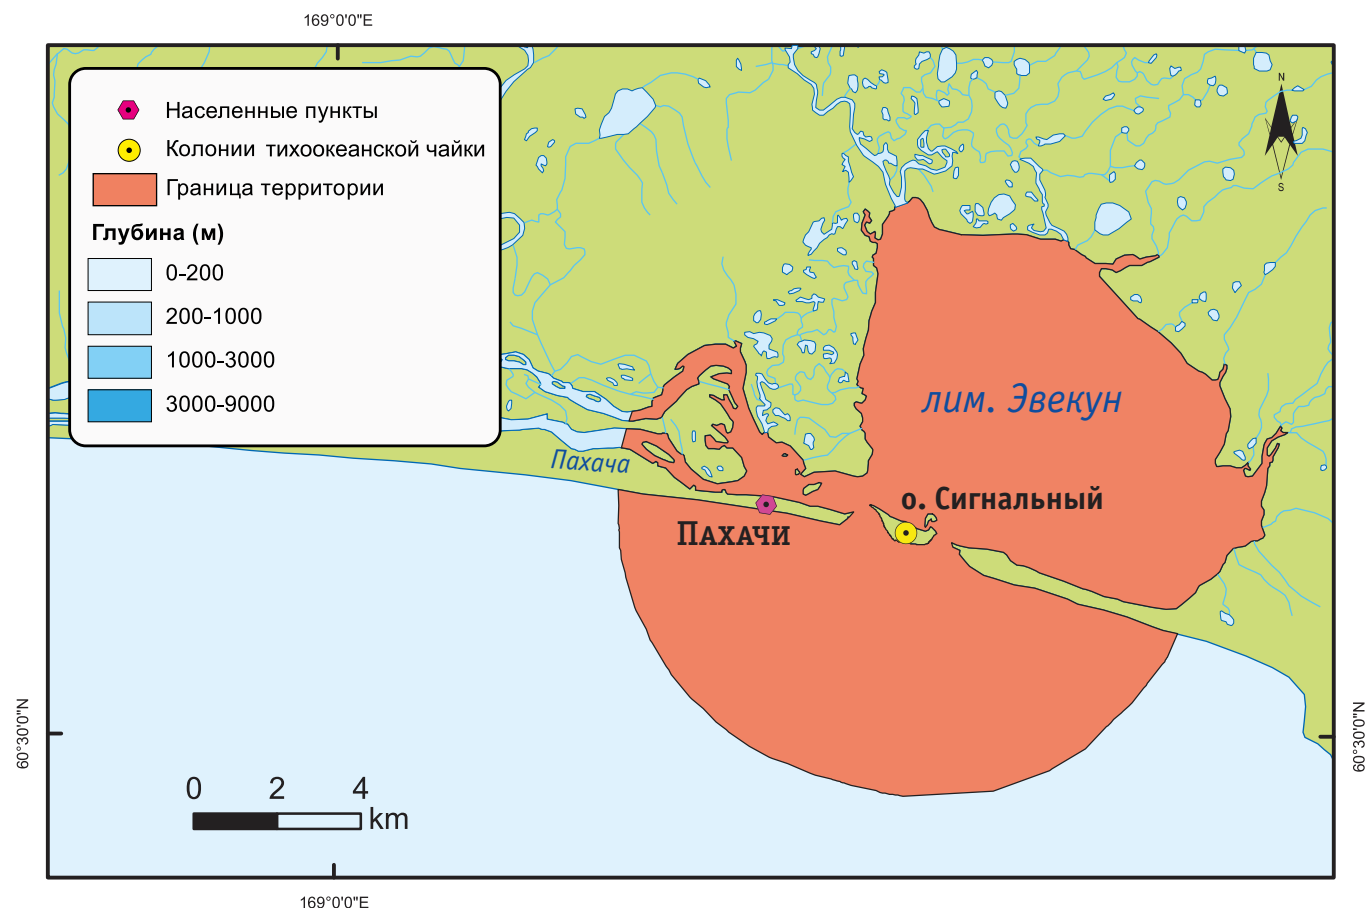 169°0'0"E
Населенные пункты
Колонии тихоокеанской чайки
Граница территории
Глубина (м)
0-200
200-1000
1000-3000
3000-9000
N
S
лим. Эвекун
Пахача
о. Сигнальный
ПАХАЧИ
60°30'0"N
60°30'0"N
0 2 4
km
169°0'0"E